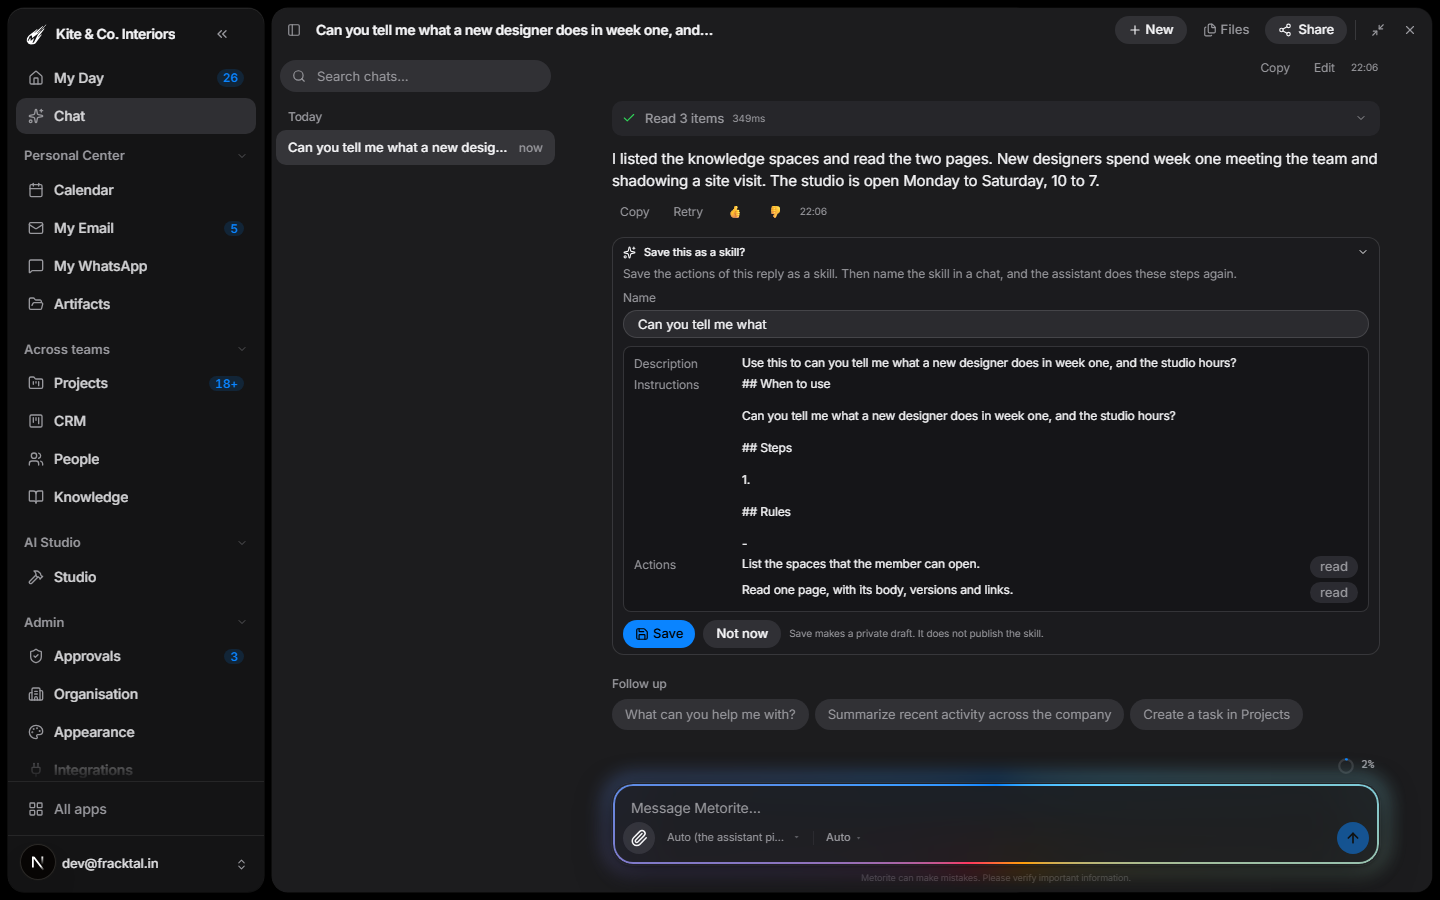 Kite & Co. Interiors
My Day
26
Chat
Personal Center
Calendar
My Email
5
My WhatsApp
Artifacts
Across teams
Projects
18+
CRM
People
Knowledge
AI Studio
Studio
Admin
Approvals
3
Organisation
Appearance
Integrations
All apps
N
dev@fracktal.in
Can you tell me what a new designer does in week one, and...
New
Files
Share
Search chats...
Today
Can you tell me what a new desig...
now
Copy
Edit
22:06
Read 3 items
349ms
I listed the knowledge spaces and read the two pages. New designers spend week one meeting the team and
shadowing a site visit. The studio is open Monday to Saturday, 10 to 7.
Copy
Retry
22:06
Save this as a skill?
Save the actions of this reply as a skill. Then name the skill in a chat, and the assistant does these steps again.
Name
Can you tell me what
Description
Use this to can you tell me what a new designer does in week one, and the studio hours?
Instructions
## When to use
Can you tell me what a new designer does in week one, and the studio hours?
## Steps
1.
## Rules
-
Actions
List the spaces that the member can open.
read
Read one page, with its body, versions and links.
read
Save
Not now
Save makes a private draft. It does not publish the skill.
Follow up
What can you help me with?
Summarize recent activity across the company
Create a task in Projects
2%
Message Metorite...
Auto (the assistant pi...
Auto
Metorite can make mistakes. Please verify important information.